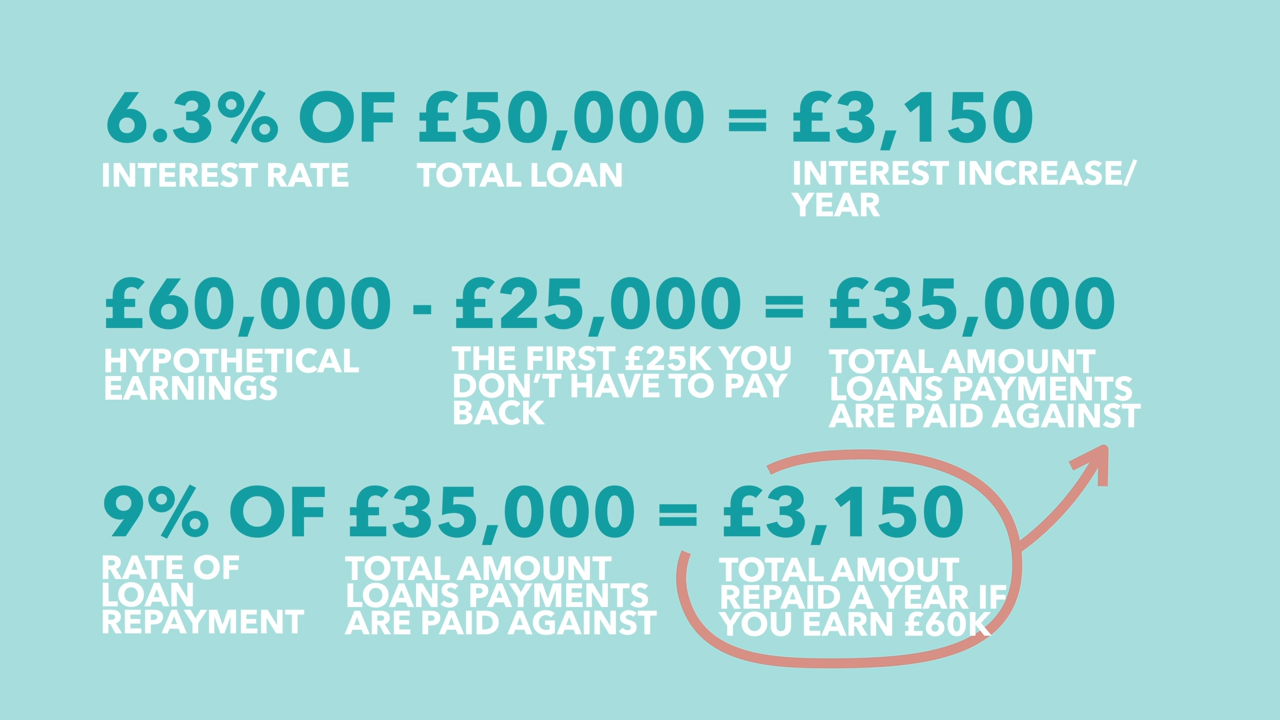 6.3% OF £50,000 = £3,150
INTEREST RATE
TOTAL LOAN
INTEREST INCREASE/
YEAR
£60,000 - £25,000 = £35,000
HYPOTHETICAL
EARNINGS
THE FIRST £25K YOU
DON'T HAVE TO PAY
BACK
TOTAL AMOUNT
LOANS PAYMENTS
ARE PAID AGAINST
9% OF £35,000 = £3,150
RATE OF
LOAN
REPAYMENT
TOTAL AMOUNT
LOANS PAYMENTS
ARE PAID AGAINST
TOTAL AMOUT
REPAID A YEAR IF
YOU EARN £60K